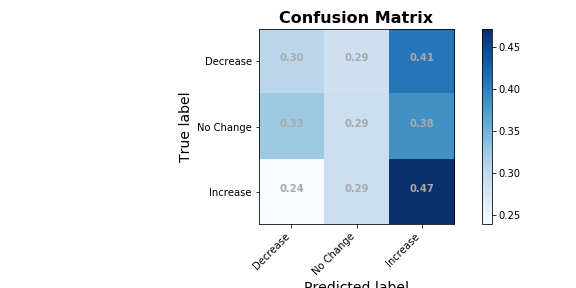 Confusion Matrix
True label
Decrease 0.30 0.29 0.41
No Change 0.33 0.29 0.38
Increase 0.24 0.29 0.47
Decrease No Change Increase
Predicted label
0.45
0.40
0.35
0.30
0.25